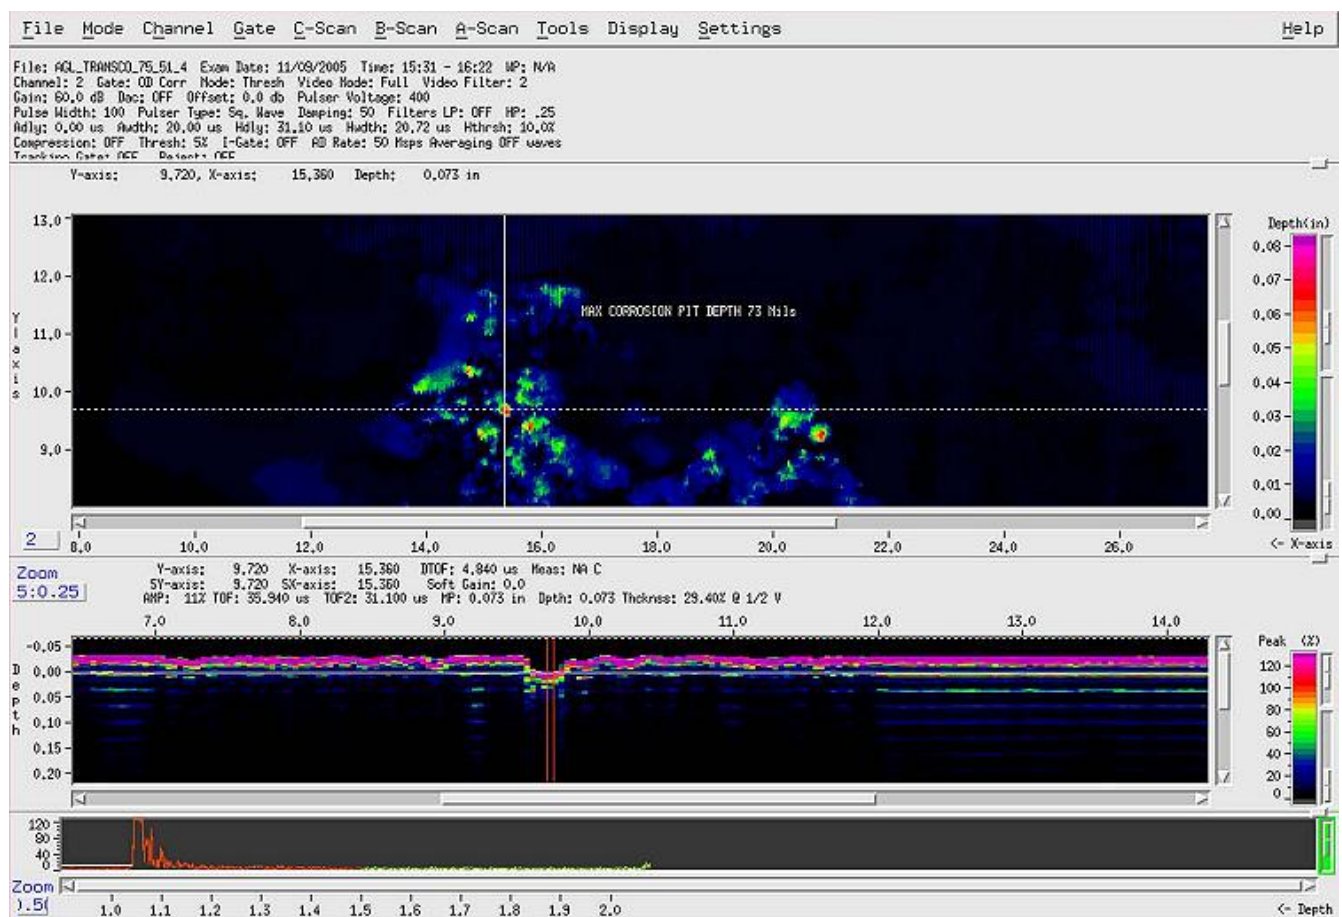 File Mode Channel Gate C-Scan B-Scan A-Scan Tools Display Settings Help
File: AGL_TRANSCO_75_51_4 Exam Date: 11/09/2005 Time: 15:31 - 16:22 WP: N/A
Channel: 2 Gate: OD Corr Mode: Thresh Video Mode: Full Video Filter: 2
Gain: 60.0 dB Dac: OFF Offset: 0.0 db Pulser Voltage: 400
Pulse Width: 100 Pulser Type: Sq. Wave Damping: 50 Filters LP: OFF HP: .25
Adly: 0.00 us Awdth: 20.00 us Hdly: 31.10 us Hwdth: 20.72 us Hthrsh: 10.0%
Compression: OFF Thresh: 5% I-Gate: OFF AD Rate: 50 Msps Averaging OFF waves
Tracking Gate: OFF Reject: OFF
Y-axis: 9.720, X-axis: 15.360 Depth: 0.073 in
Depth(in)
13.0
12.0
11.0
10.0
9.0
Y-axis
MAX CORROSION PIT DEPTH 73 Mils
0.08
0.07
0.06
0.05
0.04
0.03
0.02
0.01
0.00
2
8.0 10.0 12.0 14.0 16.0 18.0 20.0 22.0 24.0 26.0
<- X-axis
Zoom
5:0.25
Y-axis: 9.720 X-axis: 15.360 DTOF: 4.840 us Meas: NA C
SY-axis: 9.720 SX-axis: 15.360 Soft Gain: 0.0
AMP: 11% TOF: 35.940 us TOF2: 31.100 us MP: 0.073 in Dpth: 0.073 Thcknss: 29.40% @ 1/2 V
7.0 8.0 9.0 10.0 11.0 12.0 13.0 14.0
Peak (%)
-0.05
0.00
0.05
0.10
0.15
0.20
Depth
120
100
80
60
40
20
0
120
80
40
0
Zoom
).5(
1.0 1.1 1.2 1.3 1.4 1.5 1.6 1.7 1.8 1.9 2.0
<- Depth